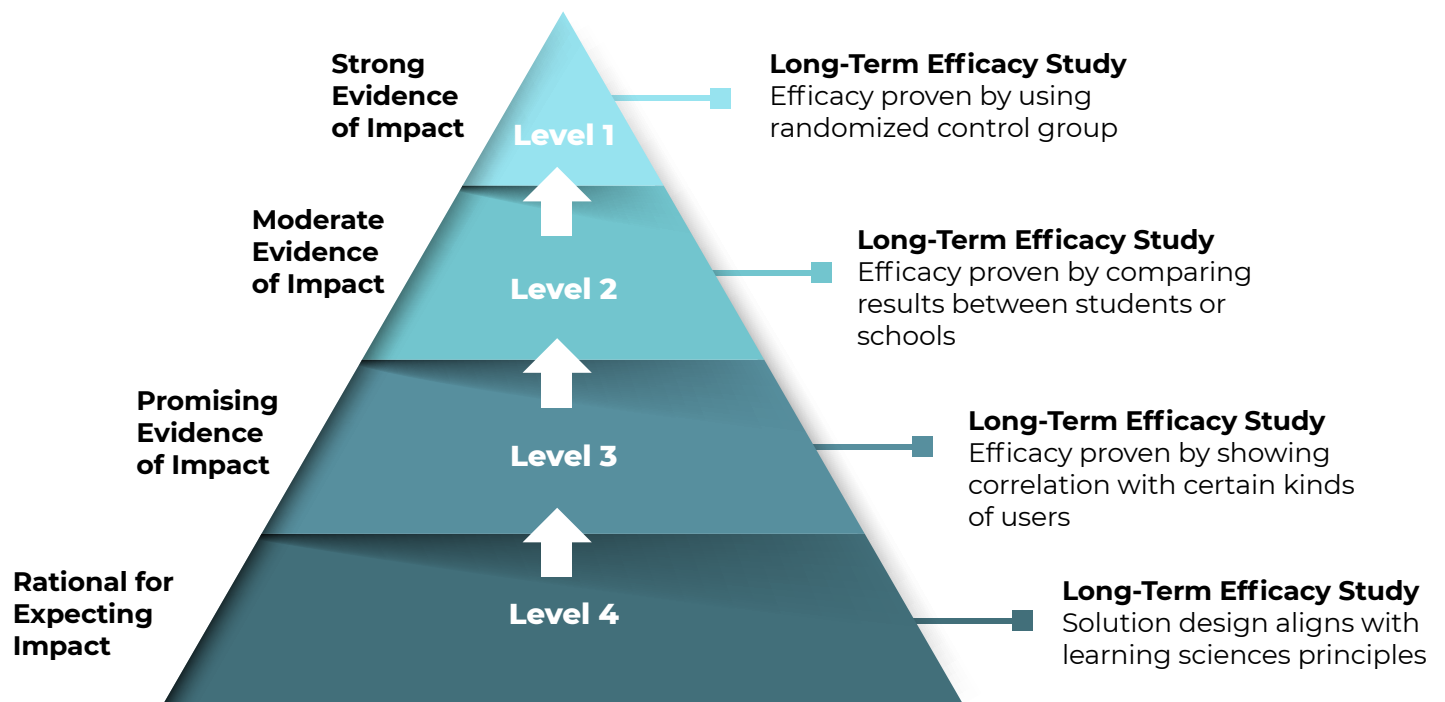 Strong
Evidence
of Impact
Level 1
Long-Term Efficacy Study
Efficacy proven by using
randomized control group
Moderate
Evidence
of Impact
Level 2
Long-Term Efficacy Study
Efficacy proven by comparing
results between students or
schools
Promising
Evidence
of Impact
Level 3
Long-Term Efficacy Study
Efficacy proven by showing
correlation with certain kinds
of users
Rational for
Expecting
Impact
Level 4
Long-Term Efficacy Study
Solution design aligns with
learning sciences principles